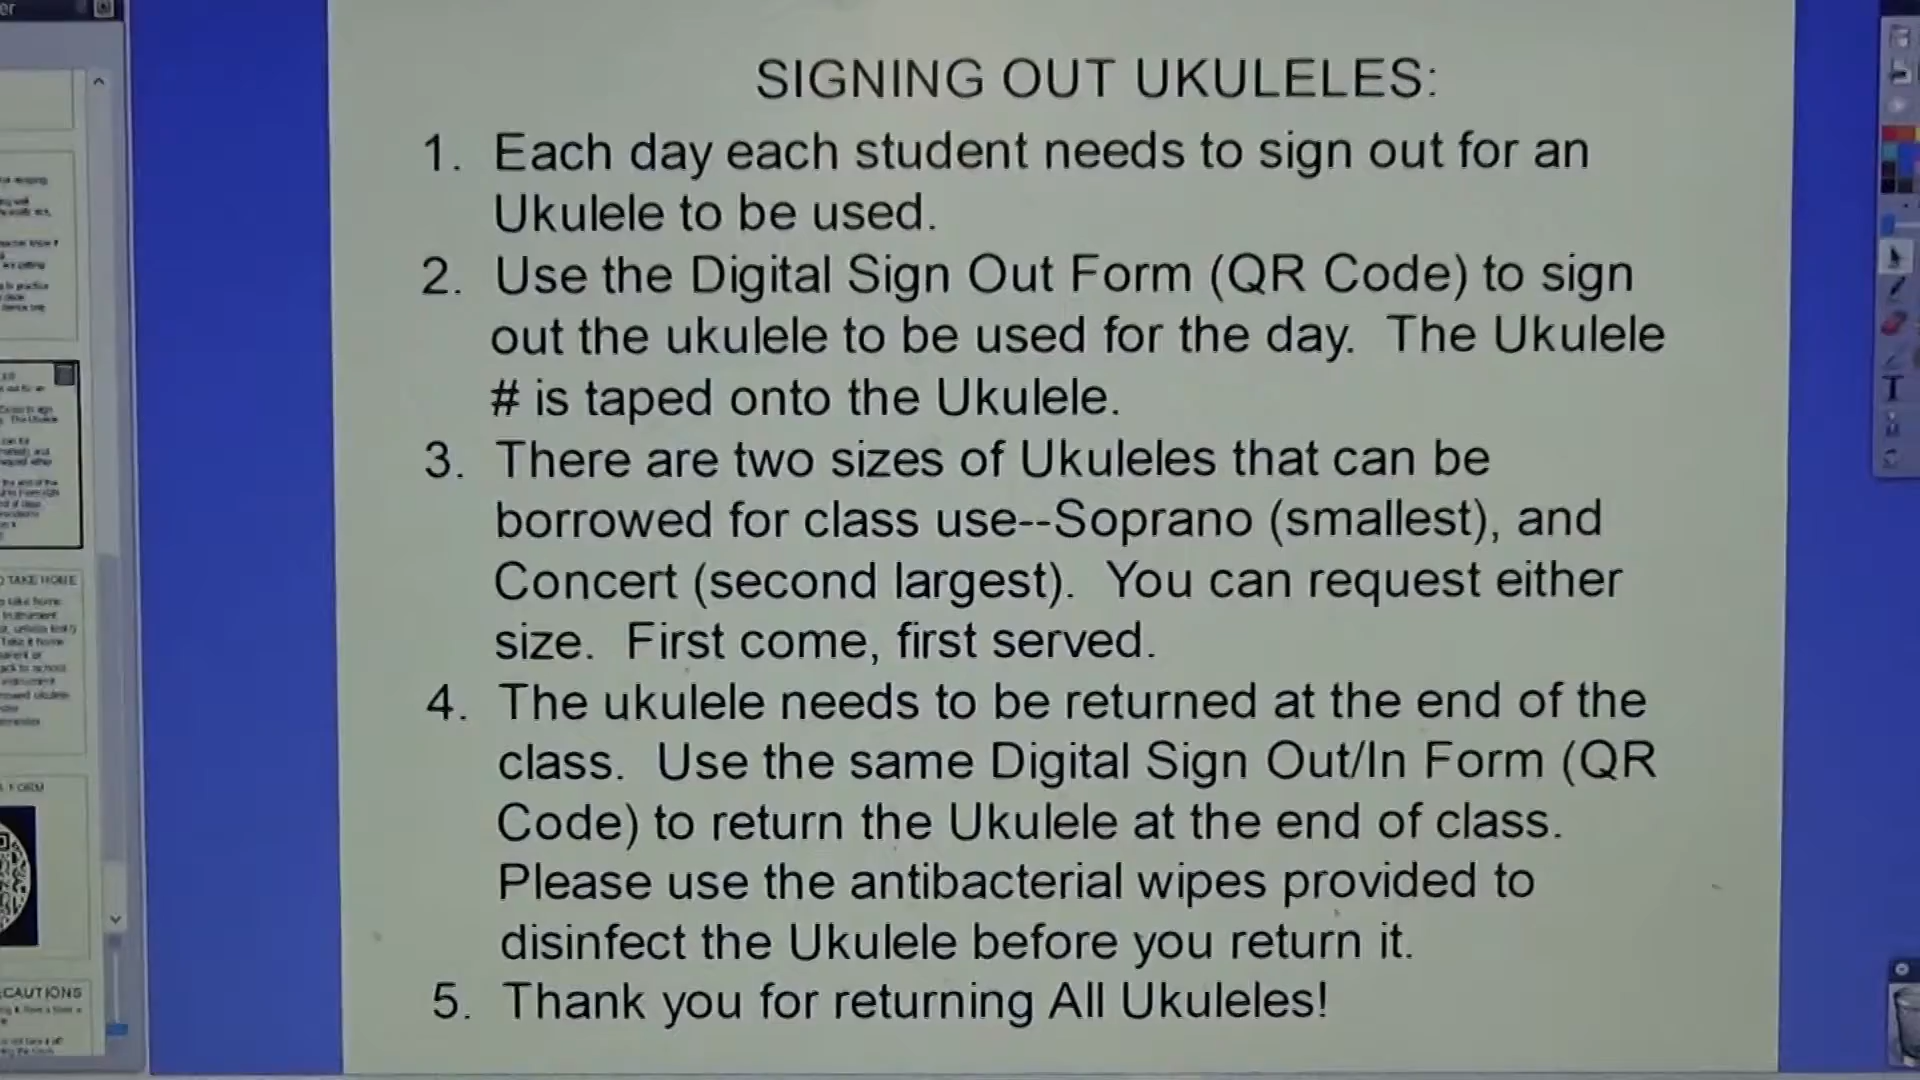 er
SIGNING OUT UKULELES:
1. Each day each student needs to sign out for an
Ukulele to be used.
2. Use the Digital Sign Out Form (QR Code) to sign
out the ukulele to be used for the day. The Ukulele
# is taped onto the Ukulele.
3. There are two sizes of Ukuleles that can be
borrowed for class use--Soprano (smallest), and
Concert (second largest). You can request either
size. First come, first served.
4. The ukulele needs to be returned at the end of the
class. Use the same Digital Sign Out/In Form (QR
Code) to return the Ukulele at the end of class.
Please use the antibacterial wipes provided to
disinfect the Ukulele before you return it.
5. Thank you for returning All Ukuleles!
TAKE HOME
FORM
CAUTIONS
T